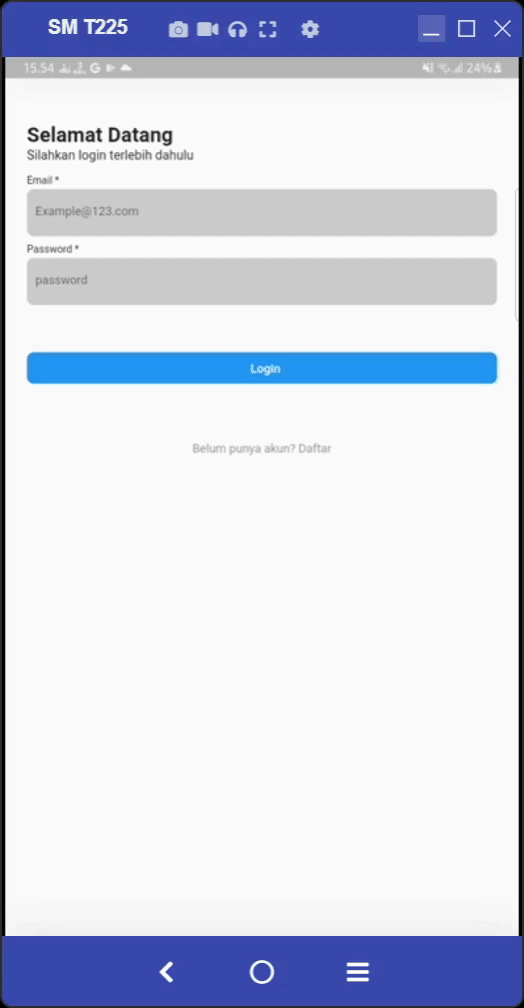 SM T225
15.54
24%
Selamat Datang
Silahkan login terlebih dahulu
Email *
Example@123.com
Password *
password
Login
Belum punya akun? Daftar